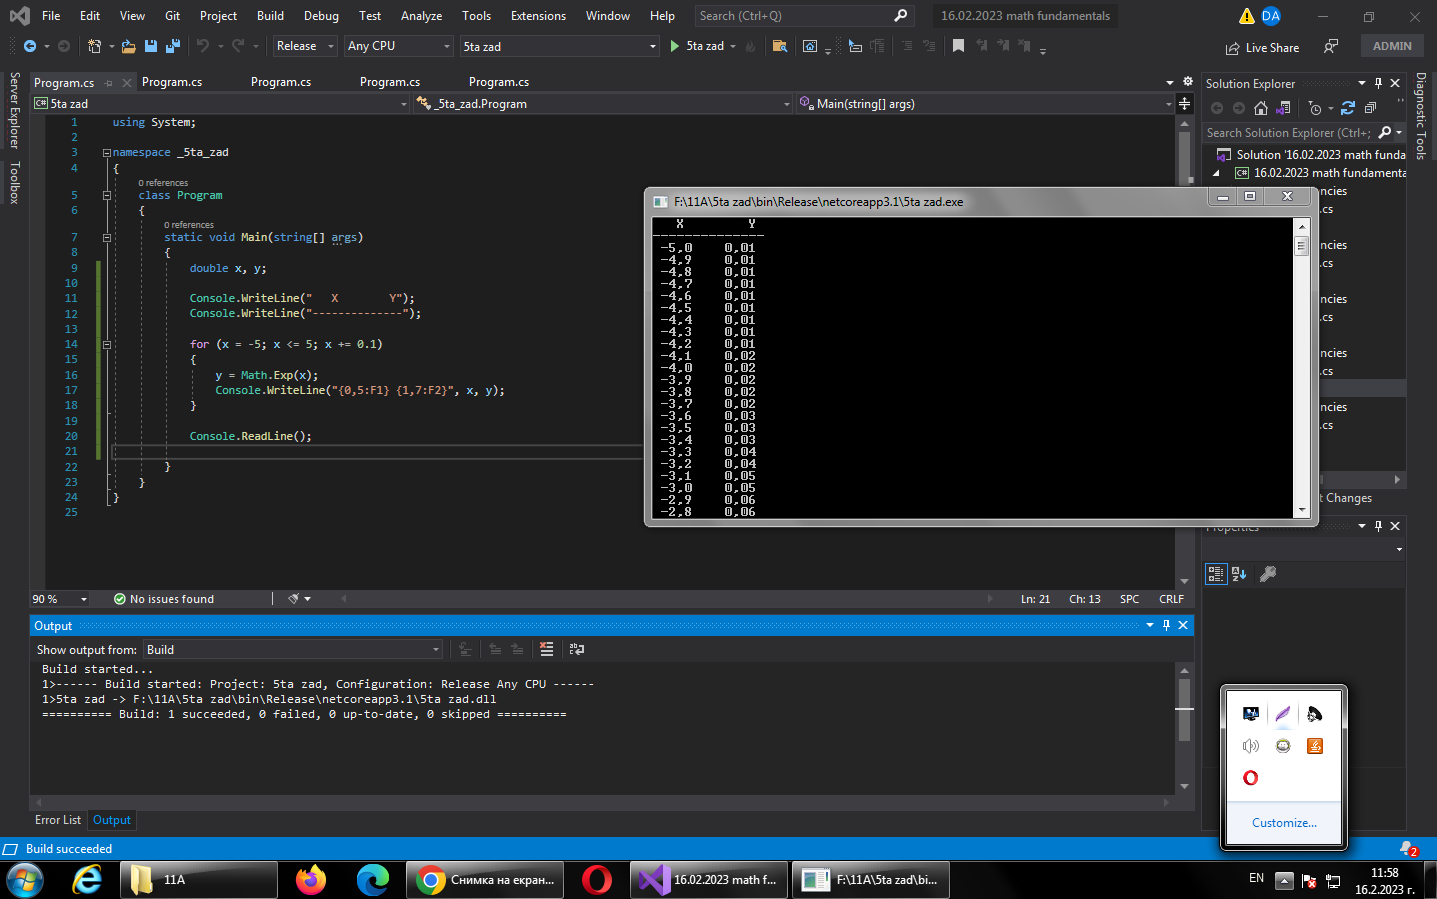 File Edit View Git Project Build Debug Test Analyze Tools Extensions Window Help Search (Ctrl+Q) 16.02.2023 math fundamentals DA
Release Any CPU 5ta zad 5ta zad Live Share ADMIN
Server Explorer
Toolbox
Program.cs Program.cs Program.cs Program.cs Program.cs
C# 5ta zad _5ta_zad.Program Main(string[] args)
1 using System;
2
3 namespace _5ta_zad
4 {
0 references
5 class Program
6 {
0 references
7 static void Main(string[] args)
8 {
9 double x, y;
10
11 Console.WriteLine("   X        Y");
12 Console.WriteLine("--------------");
13
14 for (x = -5; x <= 5; x += 0.1)
15 {
16 y = Math.Exp(x);
17 Console.WriteLine("{0,5:F1} {1,7:F2}", x, y);
18 }
19
20 Console.ReadLine();
21
22 }
23 }
24 }
25
F:\11A\5ta zad\bin\Release\netcoreapp3.1\5ta zad.exe
X Y
--------------
-5,0 0,01
-4,9 0,01
-4,8 0,01
-4,7 0,01
-4,6 0,01
-4,5 0,01
-4,4 0,01
-4,3 0,01
-4,2 0,01
-4,1 0,02
-4,0 0,02
-3,9 0,02
-3,8 0,02
-3,7 0,02
-3,6 0,03
-3,5 0,03
-3,4 0,03
-3,3 0,04
-3,2 0,04
-3,1 0,05
-3,0 0,05
-2,9 0,06
-2,8 0,06
Solution Explorer
Search Solution Explorer (Ctrl+;
Solution '16.02.2023 math funda
C# 16.02.2023 math fundamenta
ncies
.cs
ncies
.cs
ncies
.cs
ncies
.cs
ncies
.cs
t Changes
Properties
Diagnostic Tools
90 % No issues found Ln: 21 Ch: 13 SPC CRLF
Output
Show output from: Build
Build started...
1>------ Build started: Project: 5ta zad, Configuration: Release Any CPU ------
1>5ta zad -> F:\11A\5ta zad\bin\Release\netcoreapp3.1\5ta zad.dll
========== Build: 1 succeeded, 0 failed, 0 up-to-date, 0 skipped ==========
Error List Output
Customize...
Build succeeded 2
11A Снимка на екран... 16.02.2023 math f... F:\11A\5ta zad\bi... EN 11:58
16.2.2023 г.